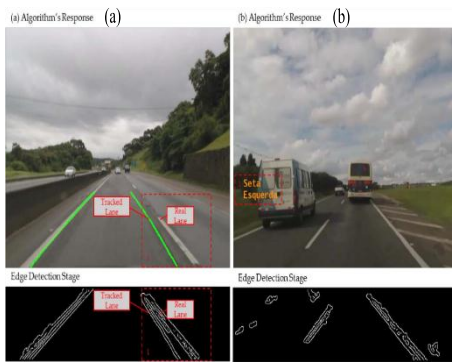 (a) Algorithm's Response (a)
(b) Algorithm's Response (b)
Tracked
Lane
Real
Lane
Seta
Esquerda
Edge Detection Stage
Edge Detection Stage
Tracked
Lane
Real
Lane